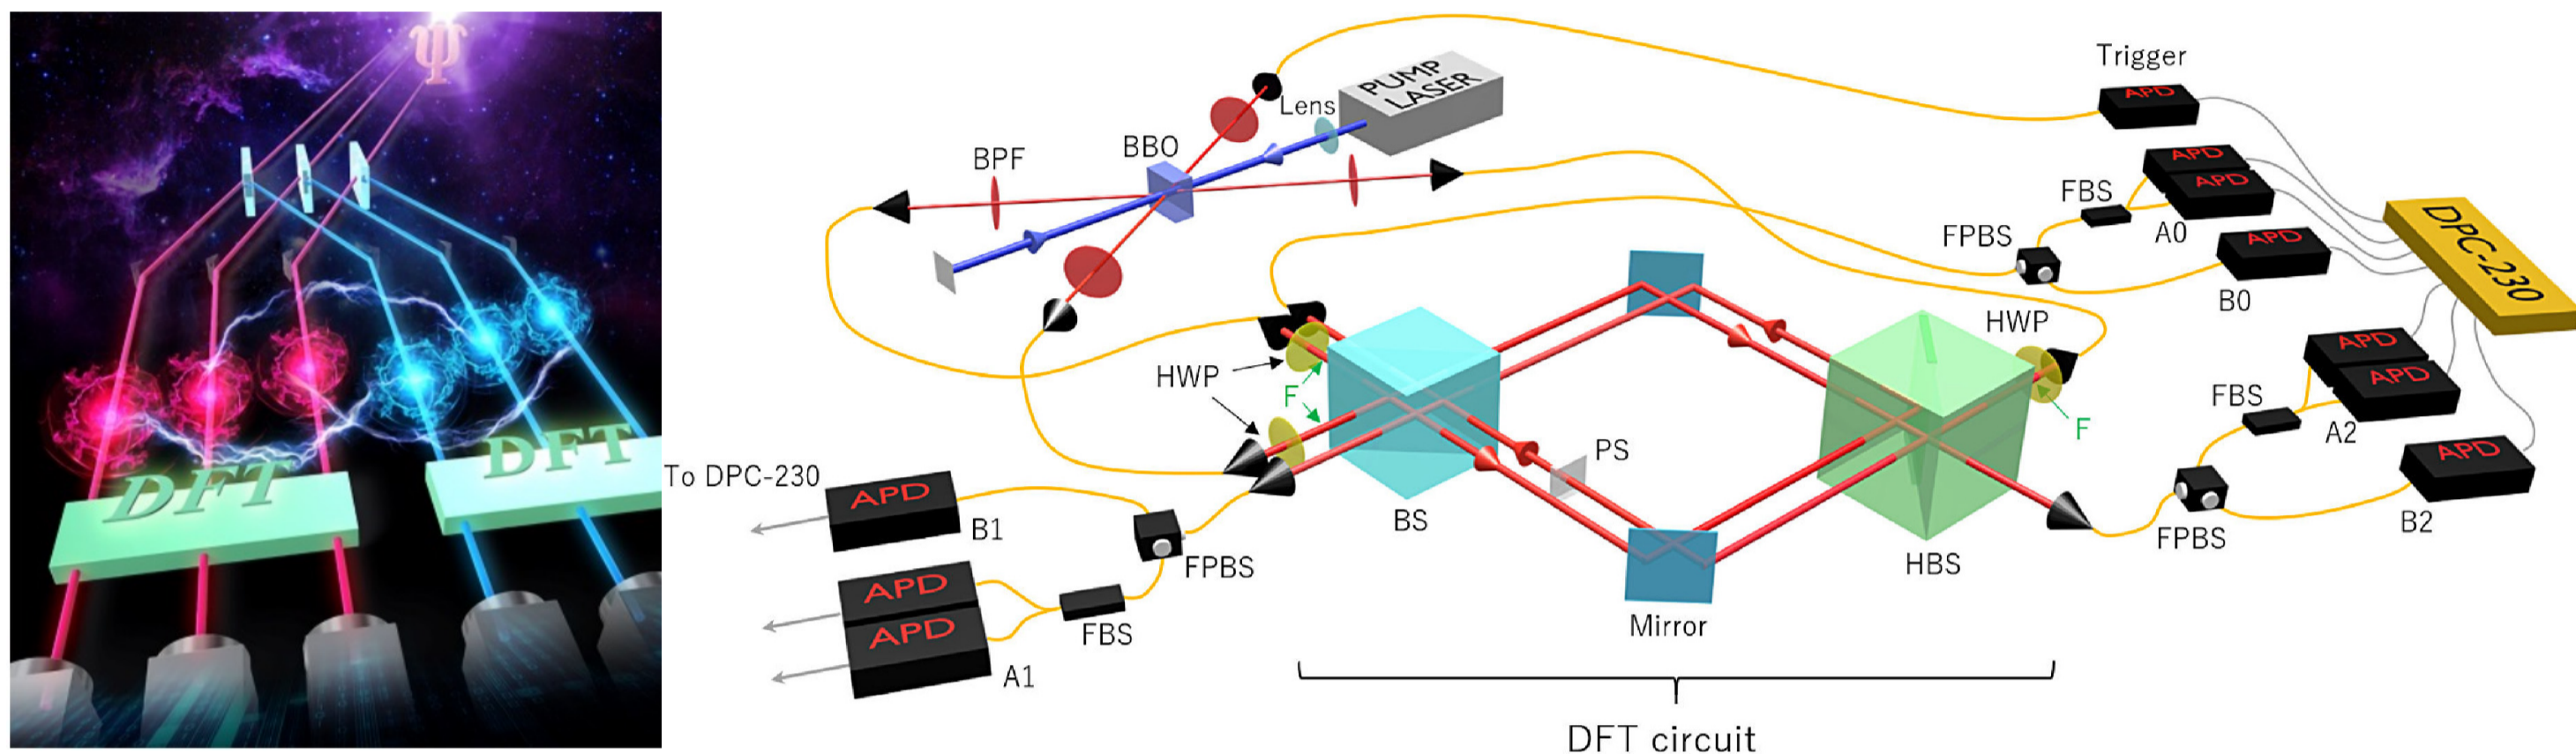 Ψ
DFT
DFT
PUMP
LASER
Lens
BBO
BPF
Trigger
APD
APD
APD
FBS
A0
FPBS
APD
B0
DPC-230
HWP
F
HWP
F
BS
PS
HBS
Mirror
APD
APD
FBS
A2
APD
FPBS
B2
To DPC-230
APD
B1
FPBS
APD
APD
FBS
A1
DFT circuit